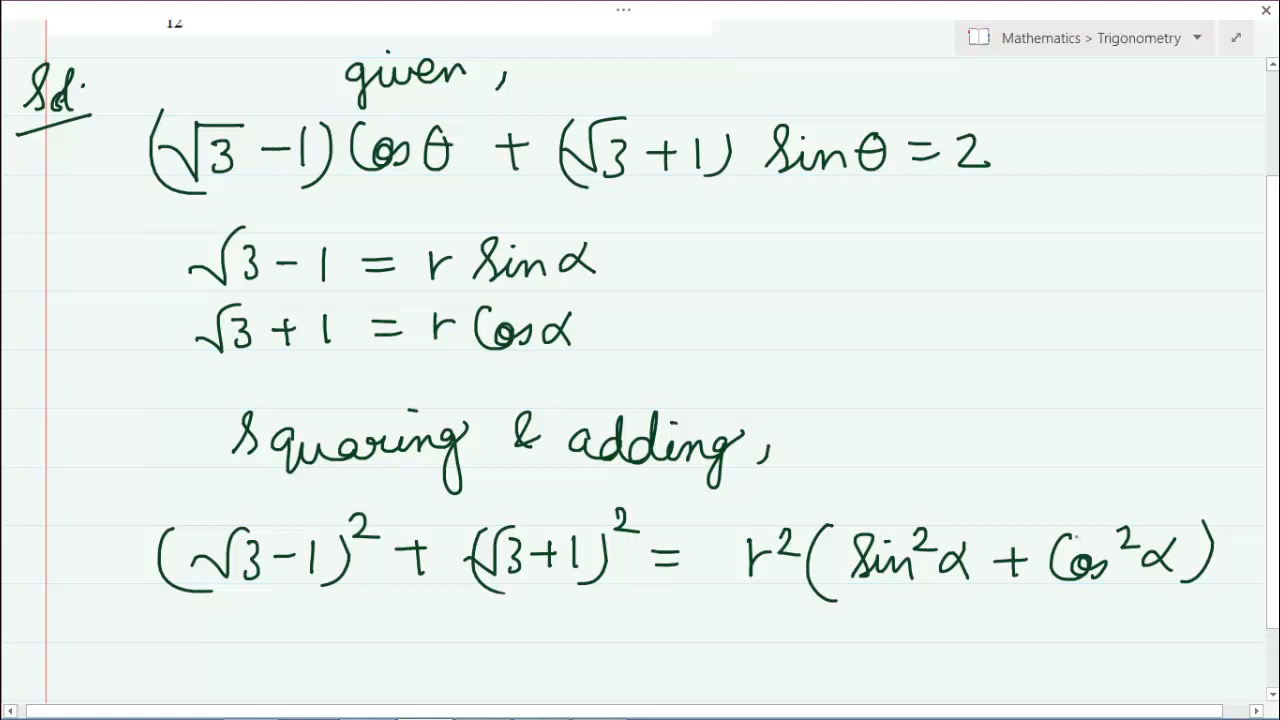 12
Mathematics > Trigonometry
Sol:
given,
(√3 -1) Cos θ + (√3 +1) Sin θ = 2
√3 - 1 = r Sin α
√3 + 1 = r Cos α
Squaring & adding,
(√3-1)² + (√3+1)² = r² (Sin²α + Cos²α)